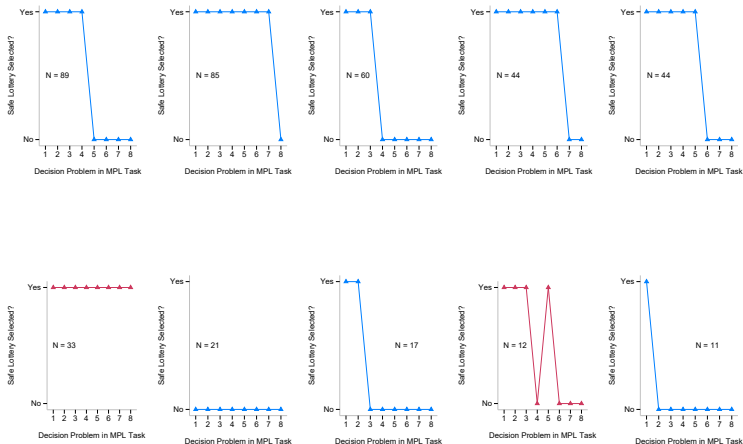 Safe Lottery Selected?
Yes
N = 89
No
1 2 3 4 5 6 7 8
Decision Problem in MPL Task
Safe Lottery Selected?
Yes
N = 85
No
1 2 3 4 5 6 7 8
Decision Problem in MPL Task
Safe Lottery Selected?
Yes
N = 60
No
1 2 3 4 5 6 7 8
Decision Problem in MPL Task
Safe Lottery Selected?
Yes
N = 44
No
1 2 3 4 5 6 7 8
Decision Problem in MPL Task
Safe Lottery Selected?
Yes
N = 44
No
1 2 3 4 5 6 7 8
Decision Problem in MPL Task
Safe Lottery Selected?
Yes
N = 33
No
1 2 3 4 5 6 7 8
Decision Problem in MPL Task
Safe Lottery Selected?
Yes
N = 21
No
1 2 3 4 5 6 7 8
Decision Problem in MPL Task
Safe Lottery Selected?
Yes
N = 17
No
1 2 3 4 5 6 7 8
Decision Problem in MPL Task
Safe Lottery Selected?
Yes
N = 12
No
1 2 3 4 5 6 7 8
Decision Problem in MPL Task
Safe Lottery Selected?
Yes
N = 11
No
1 2 3 4 5 6 7 8
Decision Problem in MPL Task